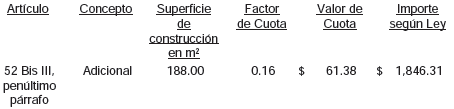 Artículo Concepto Superficie de construcción en m² Factor de Cuota Valor de Cuota Importe según Ley
52 Bis III, penúltimo párrafo Adicional 188.00 0.16 $ 61.38 $ 1,846.31